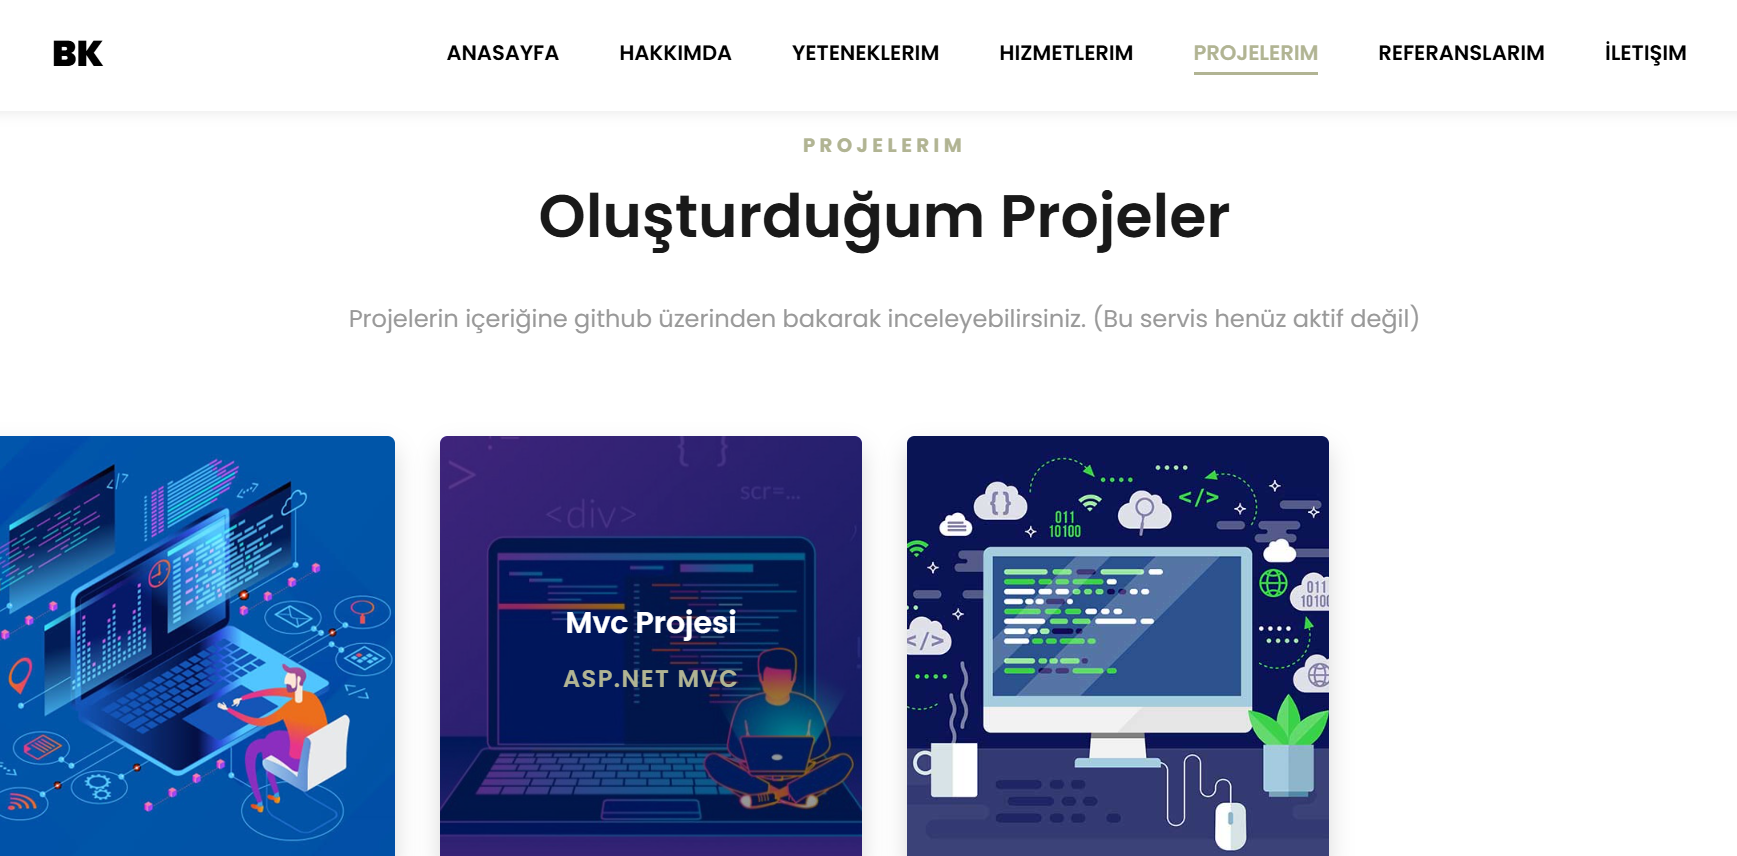 BK
ANASAYFA
HAKKIMDA
YETENEKLERIM
HIZMETLERIM
PROJELERIM
REFERANSLARIM
İLETIŞIM
PROJELERIM
Oluşturduğum Projeler
Projelerin içeriğine github üzerinden bakarak inceleyebilirsiniz. (Bu servis henüz aktif değil)
</>
<...>
</>
{ }
scr=...
<div>
Mvc Projesi
ASP.NET MVC
{}
011
10100
</>
011
10100
</>